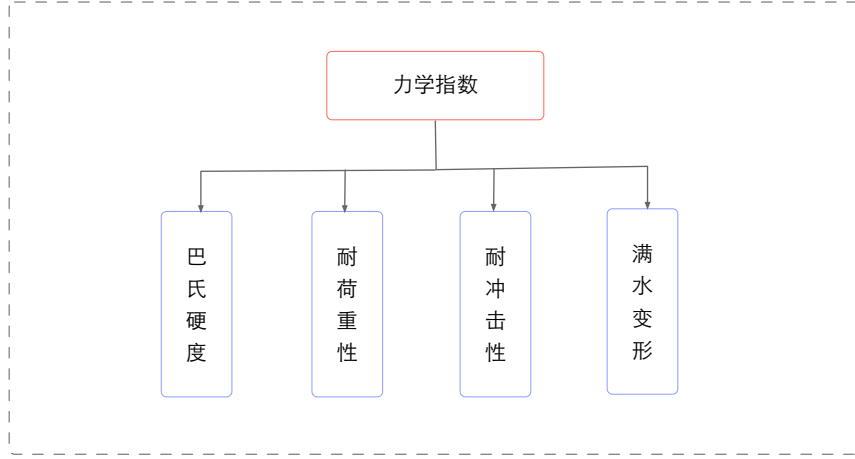 力学指数
巴氏硬度
耐荷重性
耐冲击性
满水变形